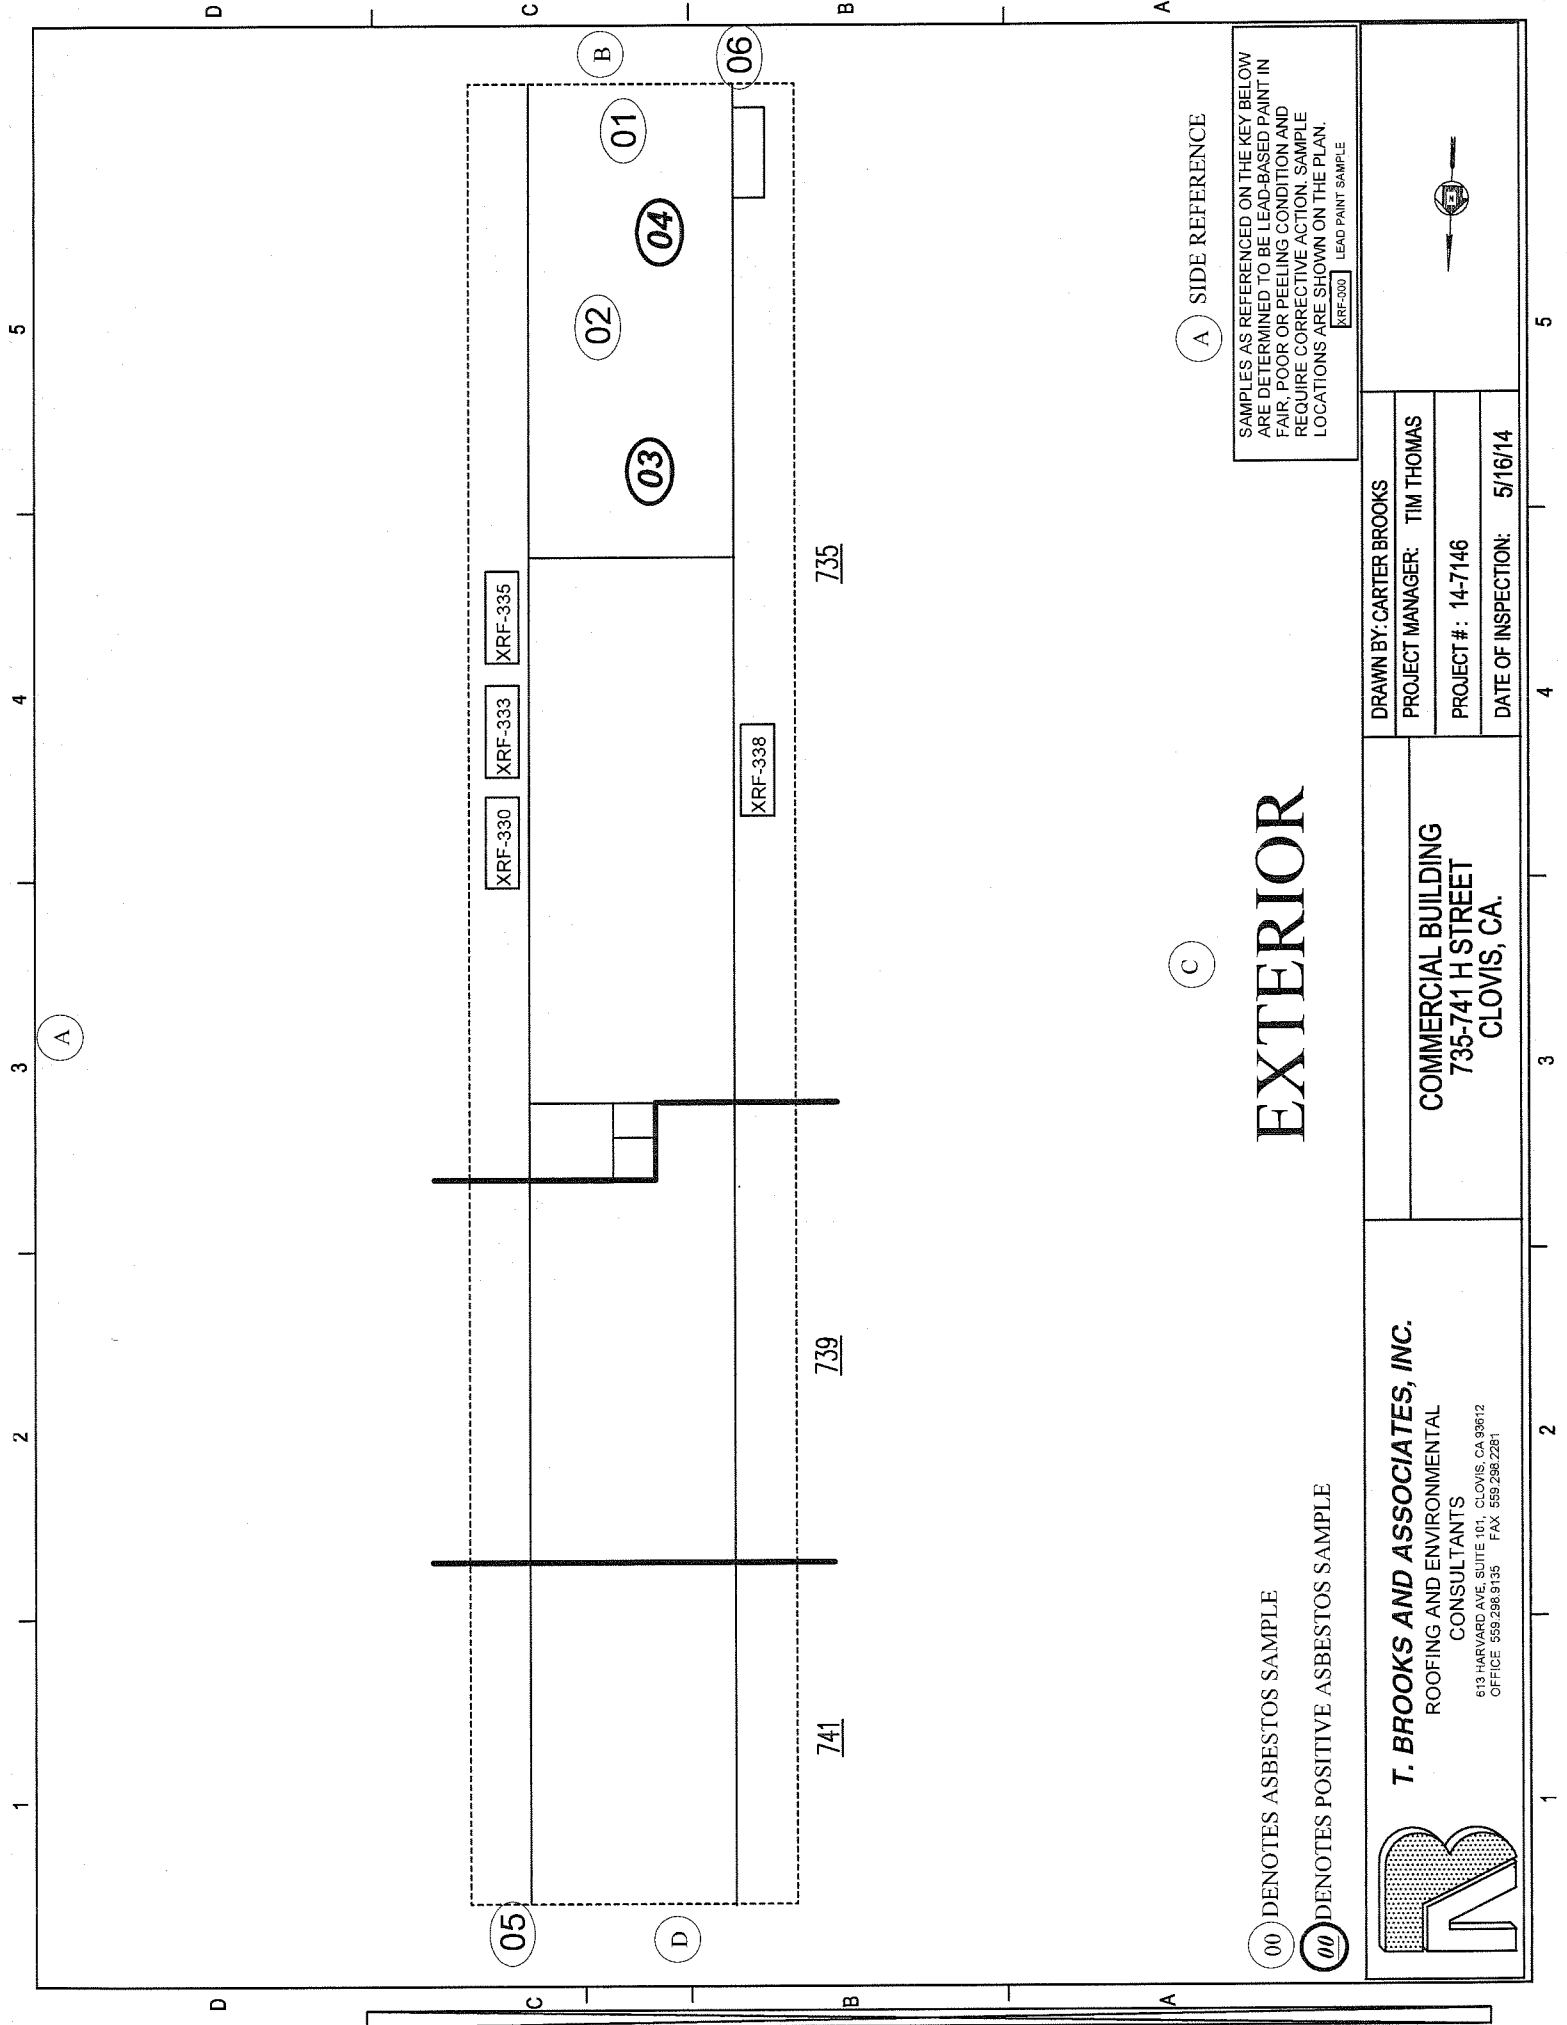 1
2
3
4
5
D
D
C
C
B
B
A
A
A
B
C
D
05
XRF-330
XRF-333
XRF-335
01
02
03
04
06
XRF-338
741
739
735
A SIDE REFERENCE
SAMPLES AS REFERENCED ON THE KEY BELOW
ARE DETERMINED TO BE LEAD-BASED PAINT IN
FAIR, POOR OR PEELING CONDITION AND
REQUIRE CORRECTIVE ACTION. SAMPLE
LOCATIONS ARE SHOWN ON THE PLAN.
XRF-000 LEAD PAINT SAMPLE
EXTERIOR
00 DENOTES ASBESTOS SAMPLE
00 DENOTES POSITIVE ASBESTOS SAMPLE
T. BROOKS AND ASSOCIATES, INC.
ROOFING AND ENVIRONMENTAL
CONSULTANTS
613 HARVARD AVE, SUITE 101, CLOVIS, CA 93612
OFFICE 559.298.9135 FAX 559.298.2281
COMMERCIAL BUILDING
735-741 H STREET
CLOVIS, CA.
DRAWN BY: CARTER BROOKS
PROJECT MANAGER: TIM THOMAS
PROJECT #: 14-7146
DATE OF INSPECTION: 5/16/14
N
1
2
3
4
5